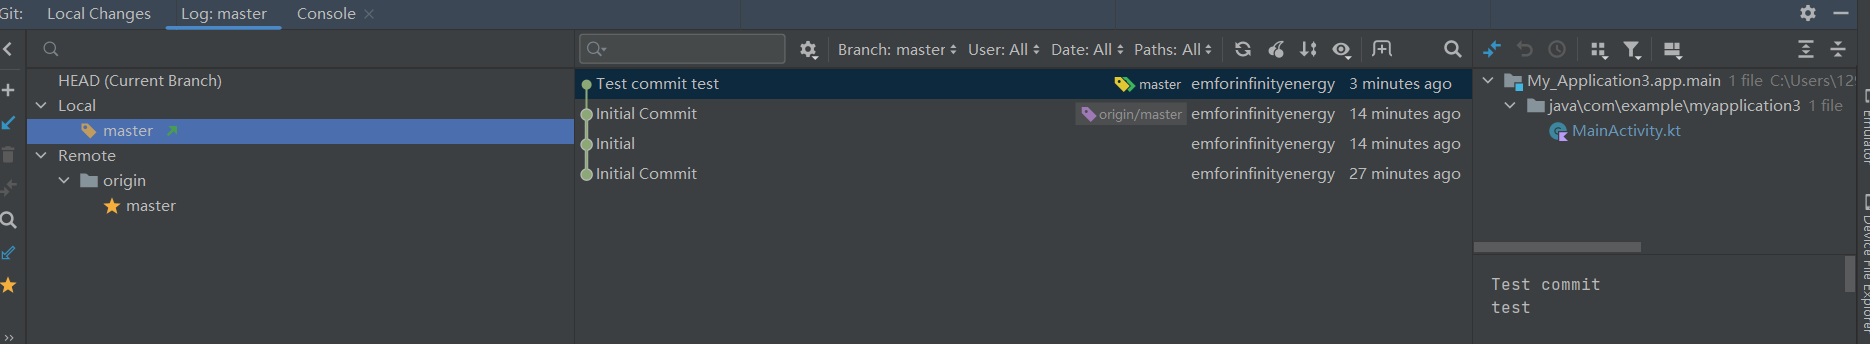 Git: Local Changes Log: master Console
Branch: master User: All Date: All Paths: All
HEAD (Current Branch)
Local
master
Remote
origin
master
Test commit test master emforinfinityenergy 3 minutes ago
Initial Commit origin/master emforinfinityenergy 14 minutes ago
Initial emforinfinityenergy 14 minutes ago
Initial Commit emforinfinityenergy 27 minutes ago
My_Application3.app.main 1 file C:\Users\129
java\com\example\myapplication3 1 file
MainActivity.kt
Test commit
test
Emulator
Device File Explorer